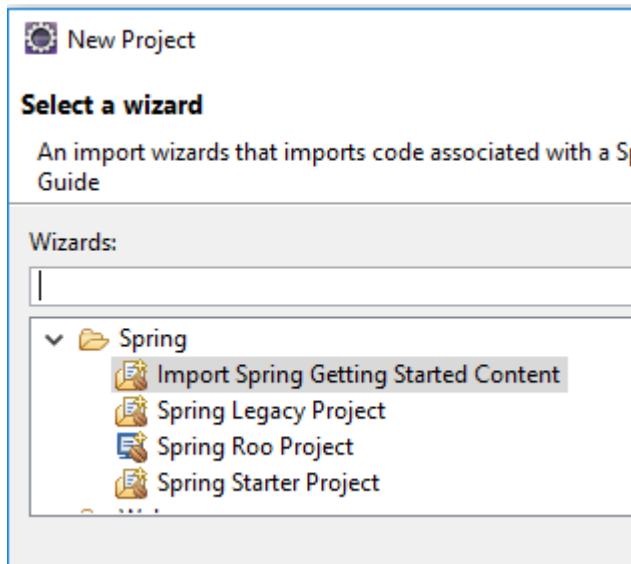 New Project
Select a wizard
An import wizards that imports code associated with a
Guide
Wizards:
Spring
Import Spring Getting Started Content
Spring Legacy Project
Spring Roo Project
Spring Starter Project